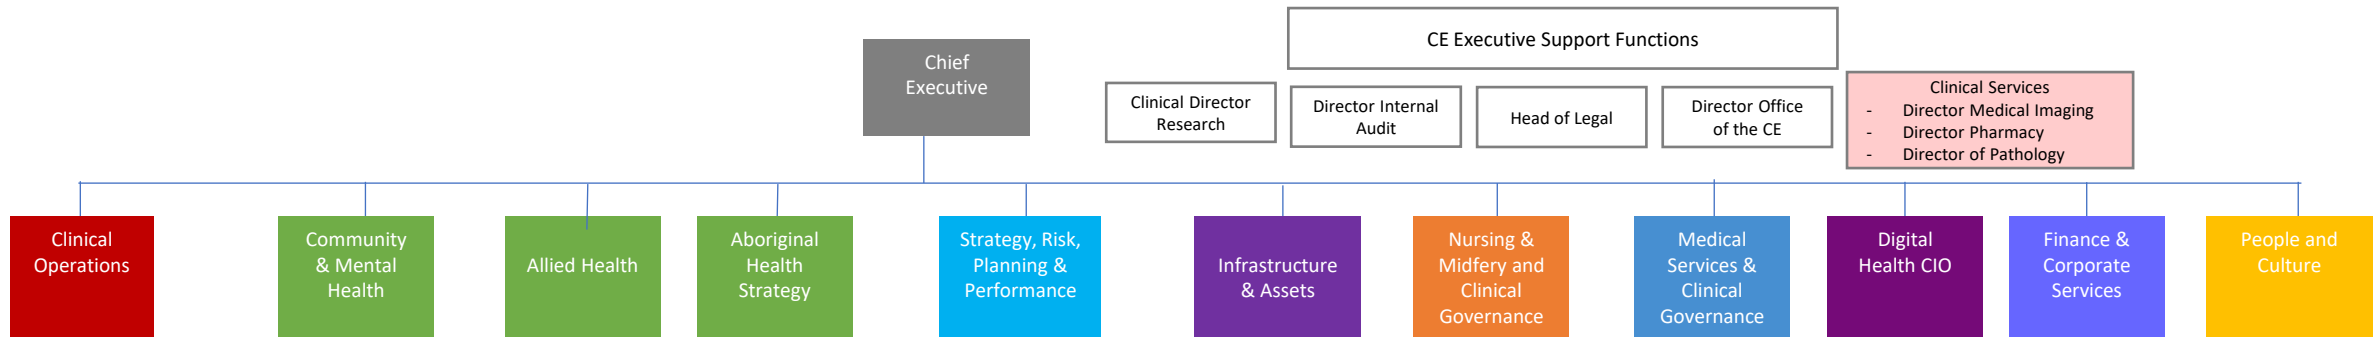 CE Executive Support Functions
Chief
Executive
Clinical Director
Research
Director Internal
Audit
Head of Legal
Director Office
of the CE
Clinical Services
- Director Medical Imaging
- Director Pharmacy
- Director of Pathology
Clinical
Operations
Community
& Mental
Health
Allied Health
Aboriginal
Health
Strategy
Strategy, Risk,
Planning &
Performance
Infrastructure
& Assets
Nursing &
Midfery and
Clinical
Governance
Medical
Services &
Clinical
Governance
Digital
Health CIO
Finance &
Corporate
Services
People and
Culture